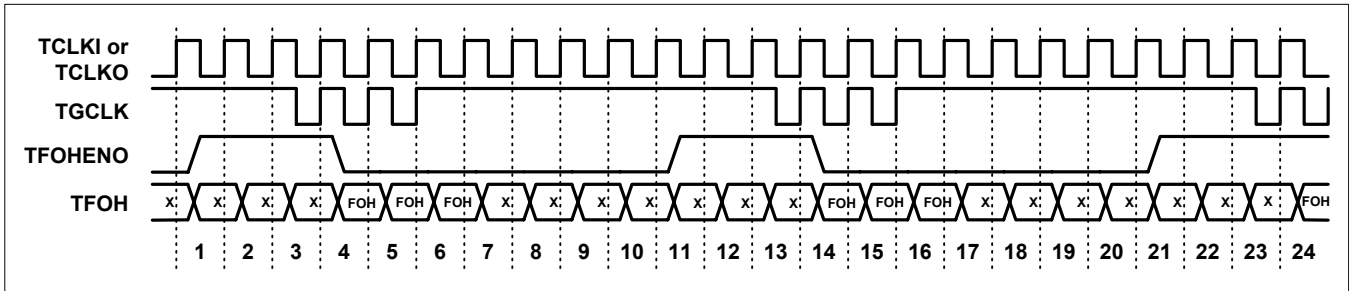 TCLKI or
TCLKO
TGCLK
TFOHENO
TFOH X X X X FOH FOH FOH X X X X X X X FOH FOH FOH X X X X X X X FOH
1 2 3 4 5 6 7 8 9 10 11 12 13 14 15 16 17 18 19 20 21 22 23 24